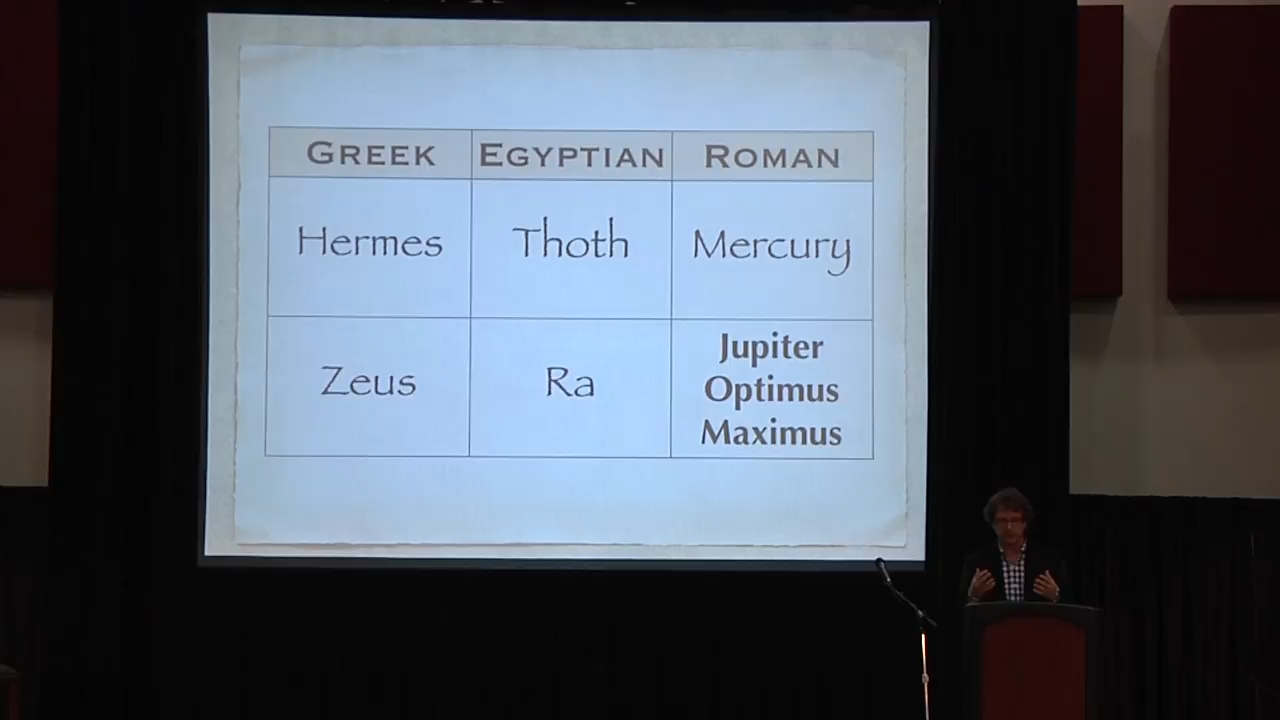 GREEK EGYPTIAN ROMAN
Hermes Thoth Mercury
Zeus Ra Jupiter
Optimus
Maximus